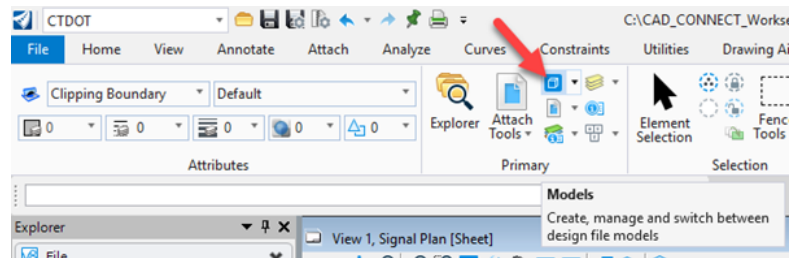 CTDOT C:\CAD_CONNECT_Workse
File Home View Annotate Attach Analyze Curves Constraints Utilities Drawing Ai
Clipping Boundary Default
0 0 0 0 0
Explorer
Attach
Tools
Element
Selection
Fenc
Tools
Attributes Primary Selection
Models
Create, manage and switch between
design file models
Explorer
View 1, Signal Plan [Sheet]
File